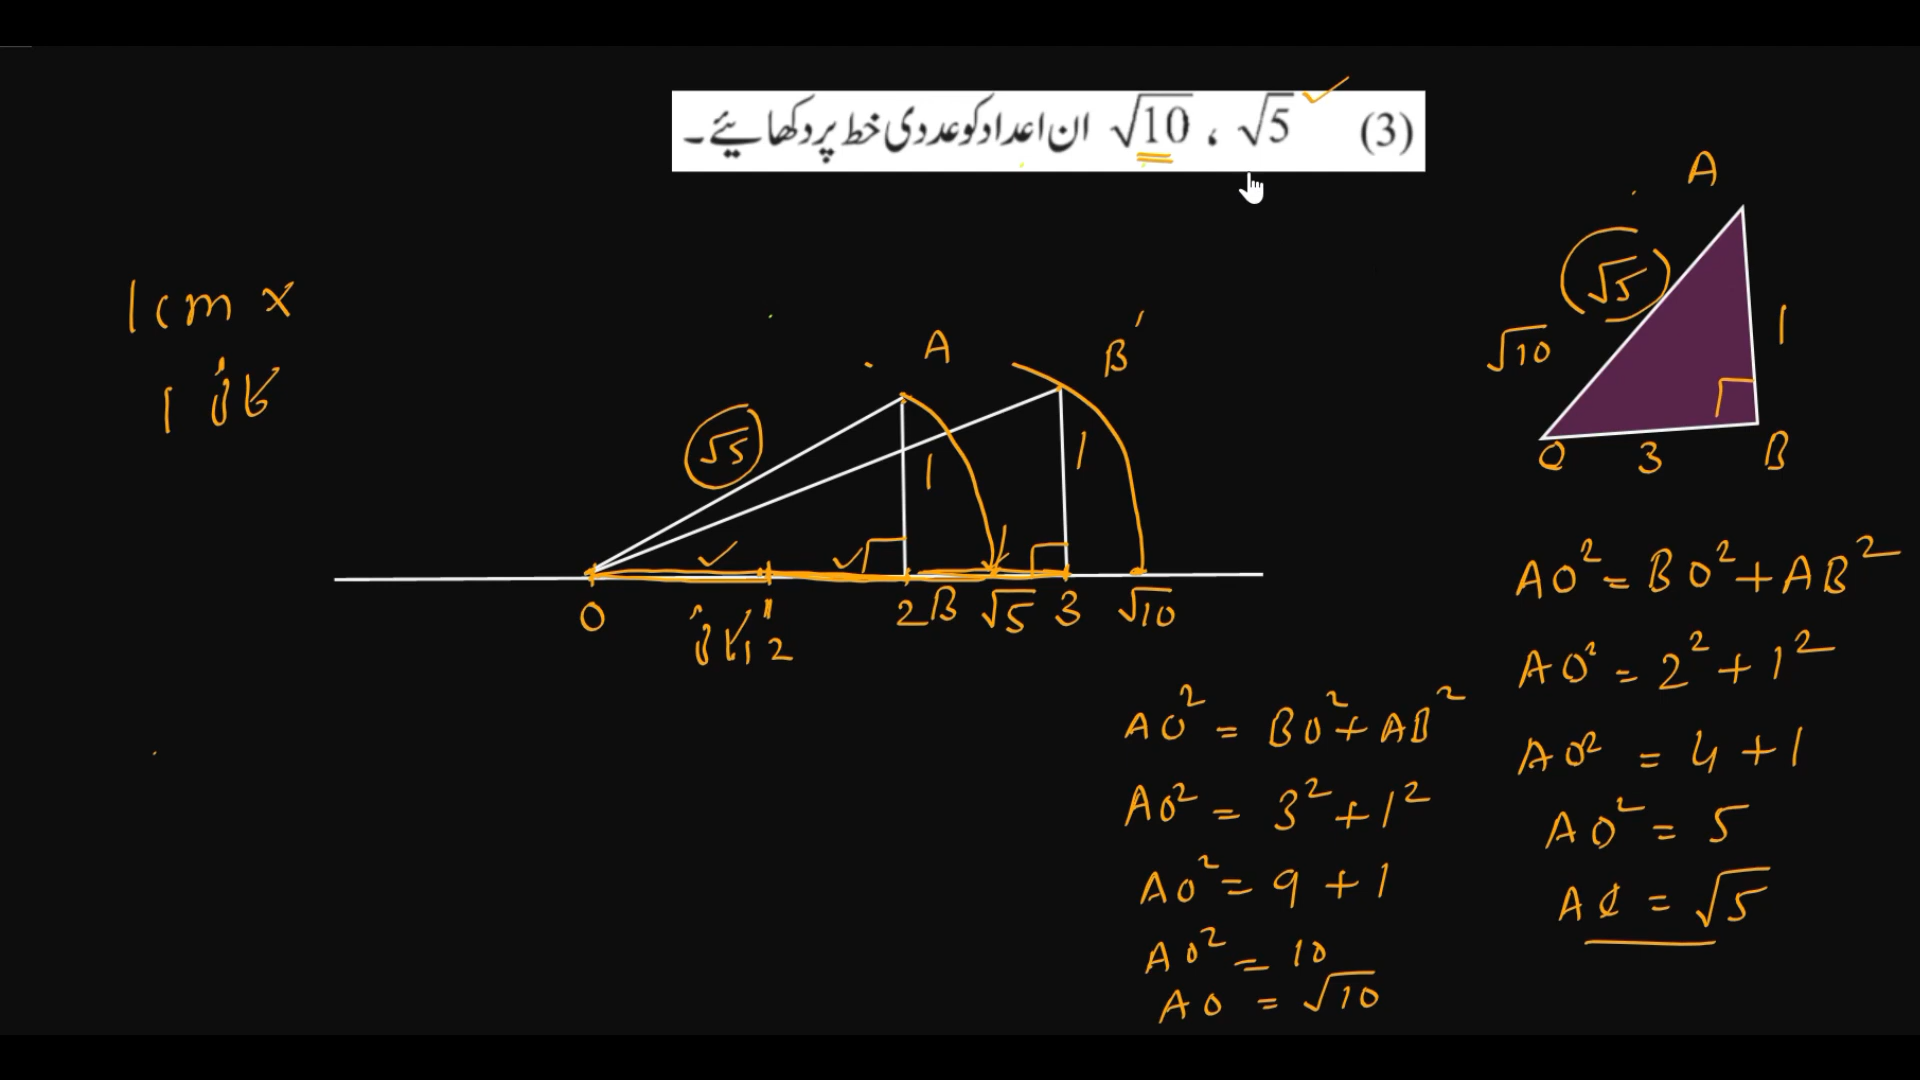 (3) √5 ، √10 ان اعداد کو عددی خط پر دکھائیے۔
A
√5
√10
1
O 3 B
1cm x
1 اکائی
A B'
√5
1 1
0 1 2 B √5 3 √10
2
AO² = BO² + AB²
AO² = 2² + 1²
AO² = 4 + 1
AO² = 5
AO = √5
AO² = BO² + AB²
AO² = 3² + 1²
AO² = 9 + 1
AO² = 10
AO = √10